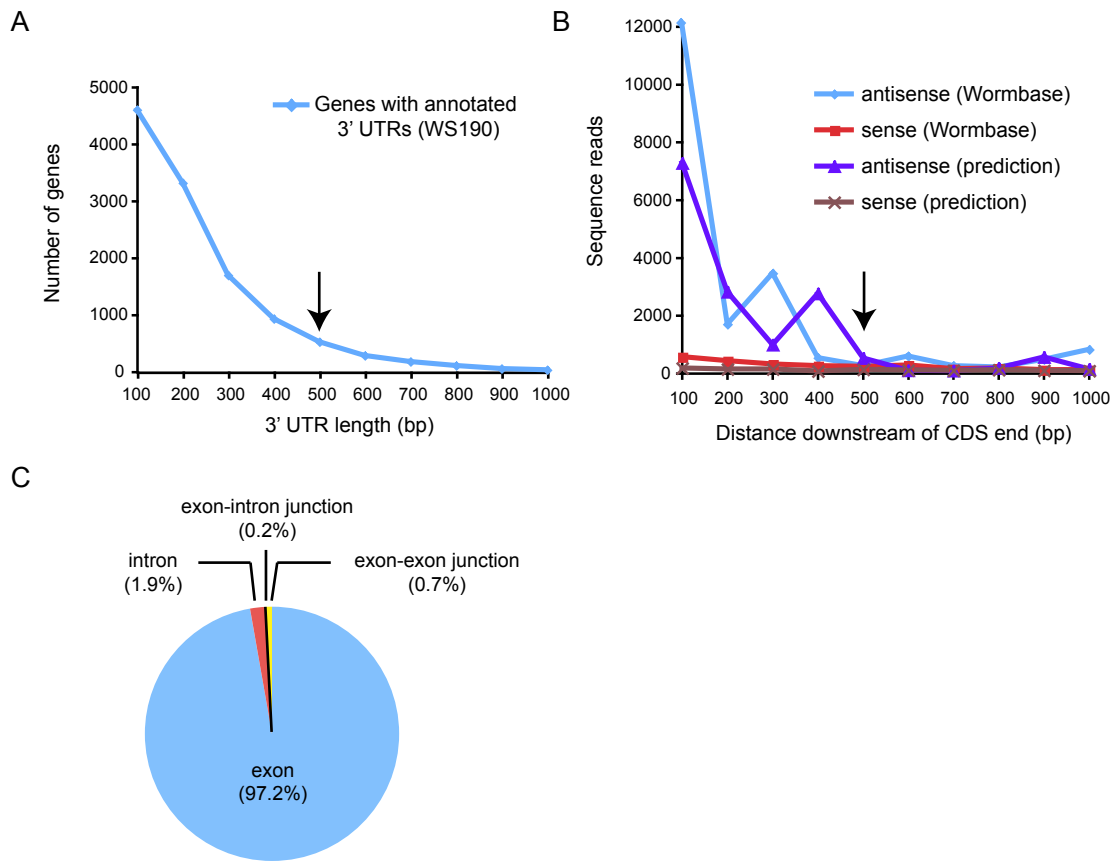 A
5000
4000
3000
2000
1000
0
Number of genes
Genes with annotated
3' UTRs (WS190)
100 200 300 400 500 600 700 800 900 1000
3' UTR length (bp)
B
12000
10000
8000
6000
4000
2000
0
Sequence reads
antisense (Wormbase)
sense (Wormbase)
antisense (prediction)
sense (prediction)
100 200 300 400 500 600 700 800 900 1000
Distance downstream of CDS end (bp)
C
exon-intron junction
(0.2%)
intron
(1.9%)
exon-exon junction
(0.7%)
exon
(97.2%)